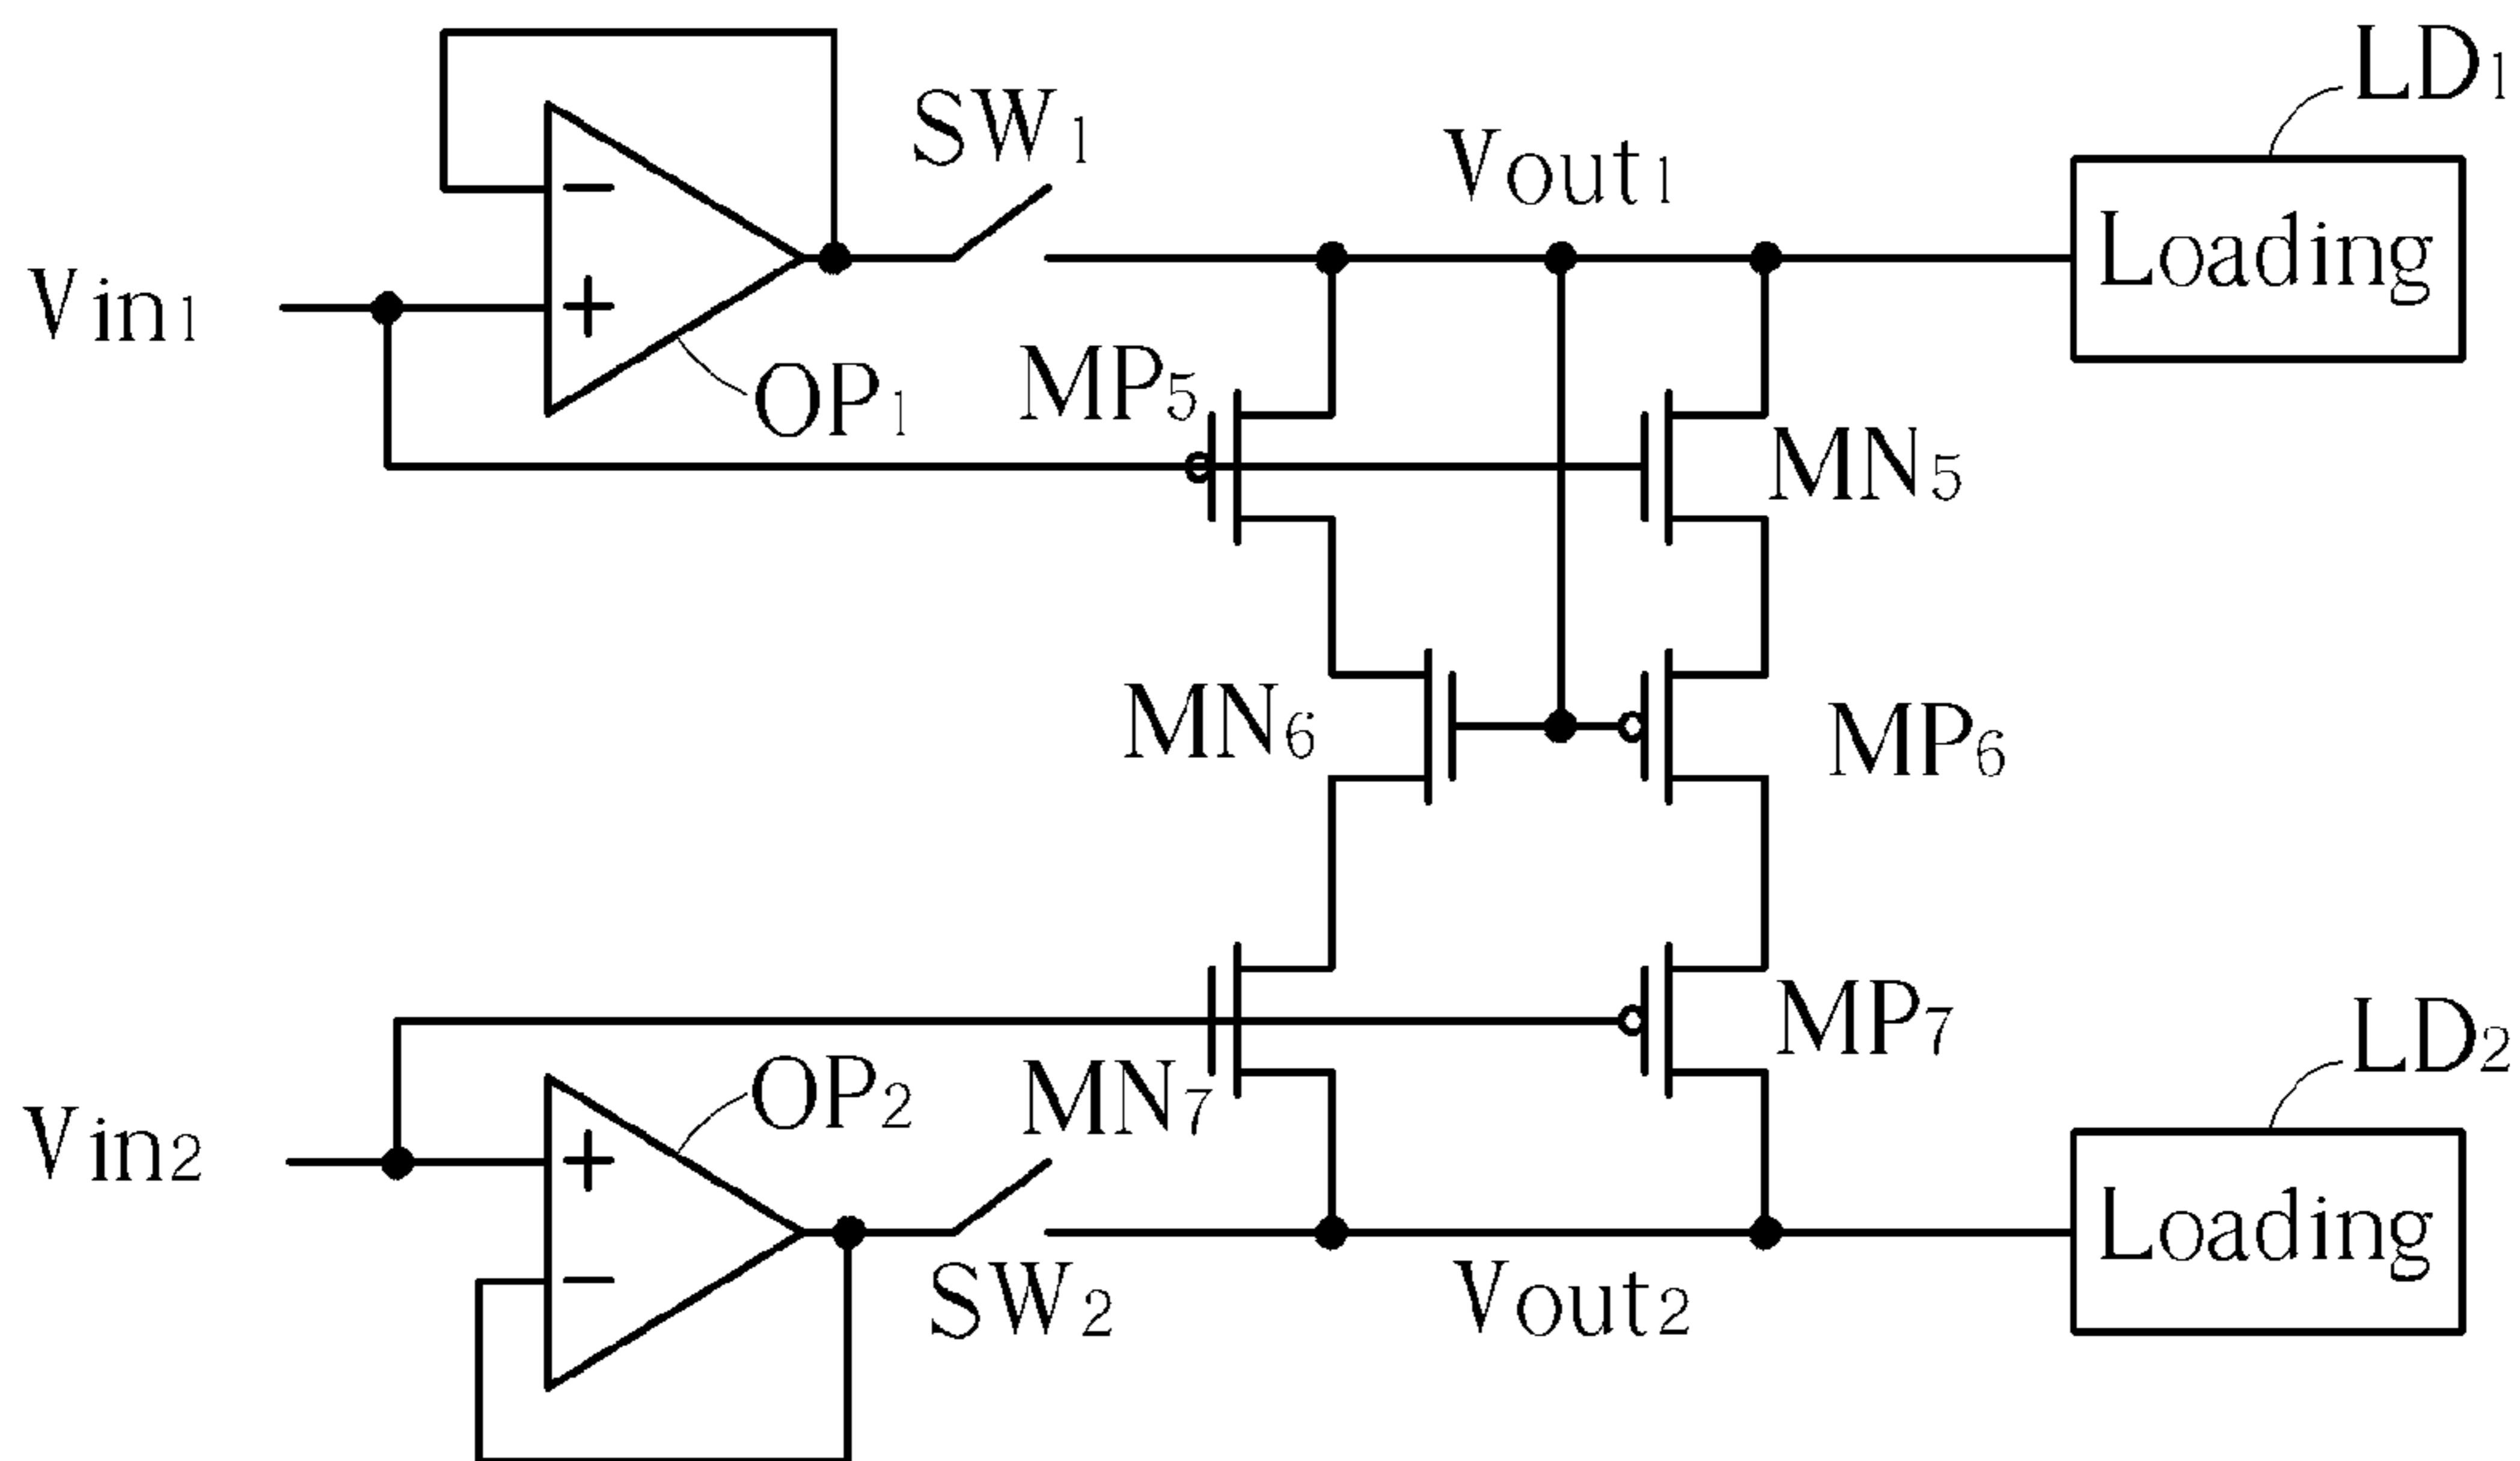 LD1
SW1
Vout1
Loading
−
Vin1
+
MP5
OP1
MN5
MN6
MP6
MP7
LD2
OP2
MN7
Vin2
+
Loading
−
SW2
Vout2